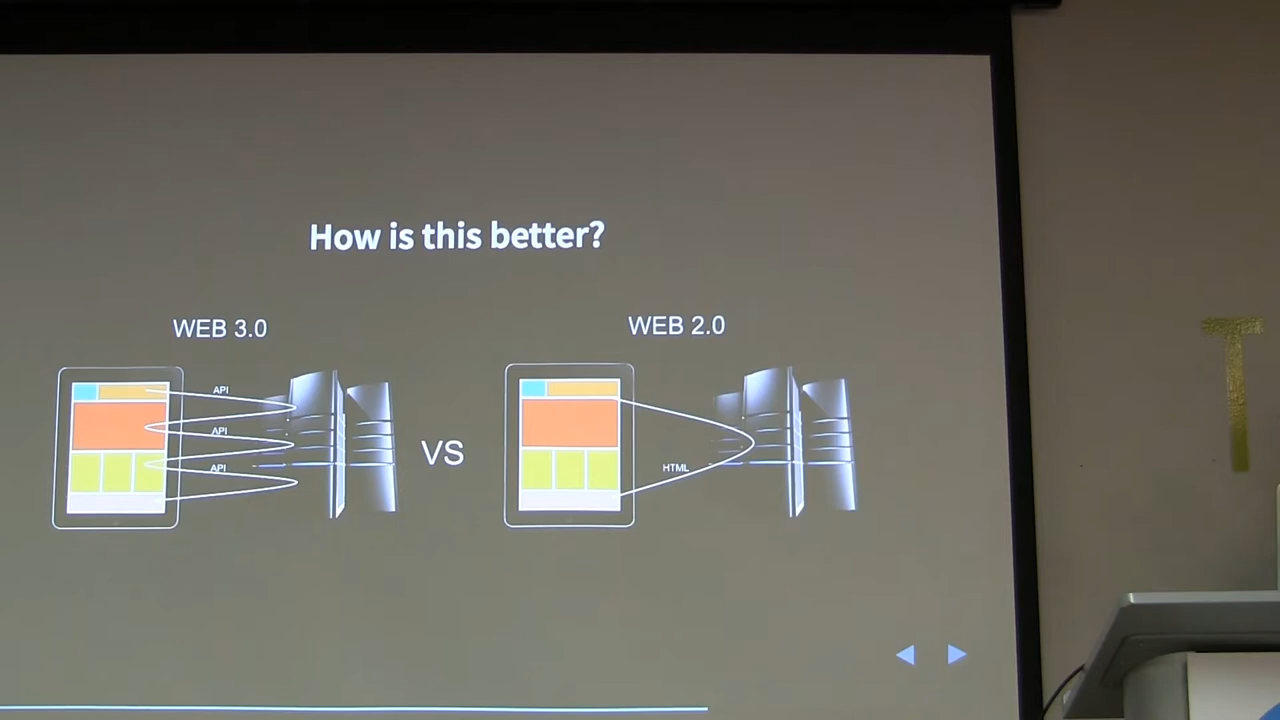 How is this better?
WEB 3.0
API
API
API
VS
WEB 2.0
HTML
T